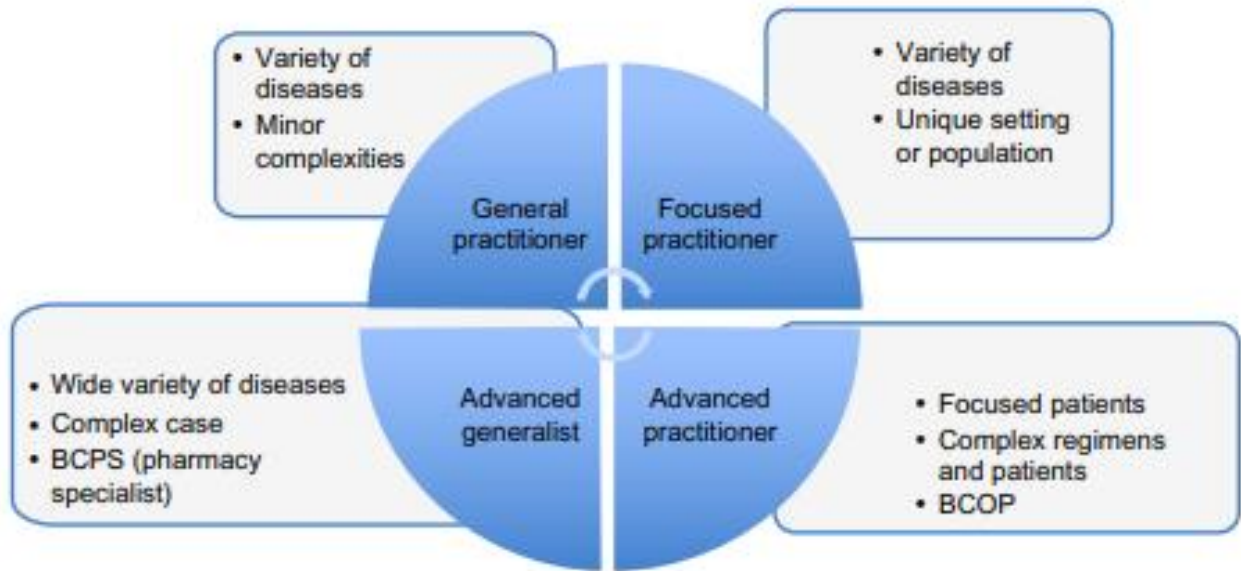 • Variety of
diseases
• Minor
complexities
General
practitioner
• Variety of
diseases
• Unique setting
or population
Focused
practitioner
• Wide variety of diseases
• Complex case
• BCPS (pharmacy
specialist)
Advanced
generalist
Advanced
practitioner
• Focused patients
• Complex regimens
and patients
• BCOP